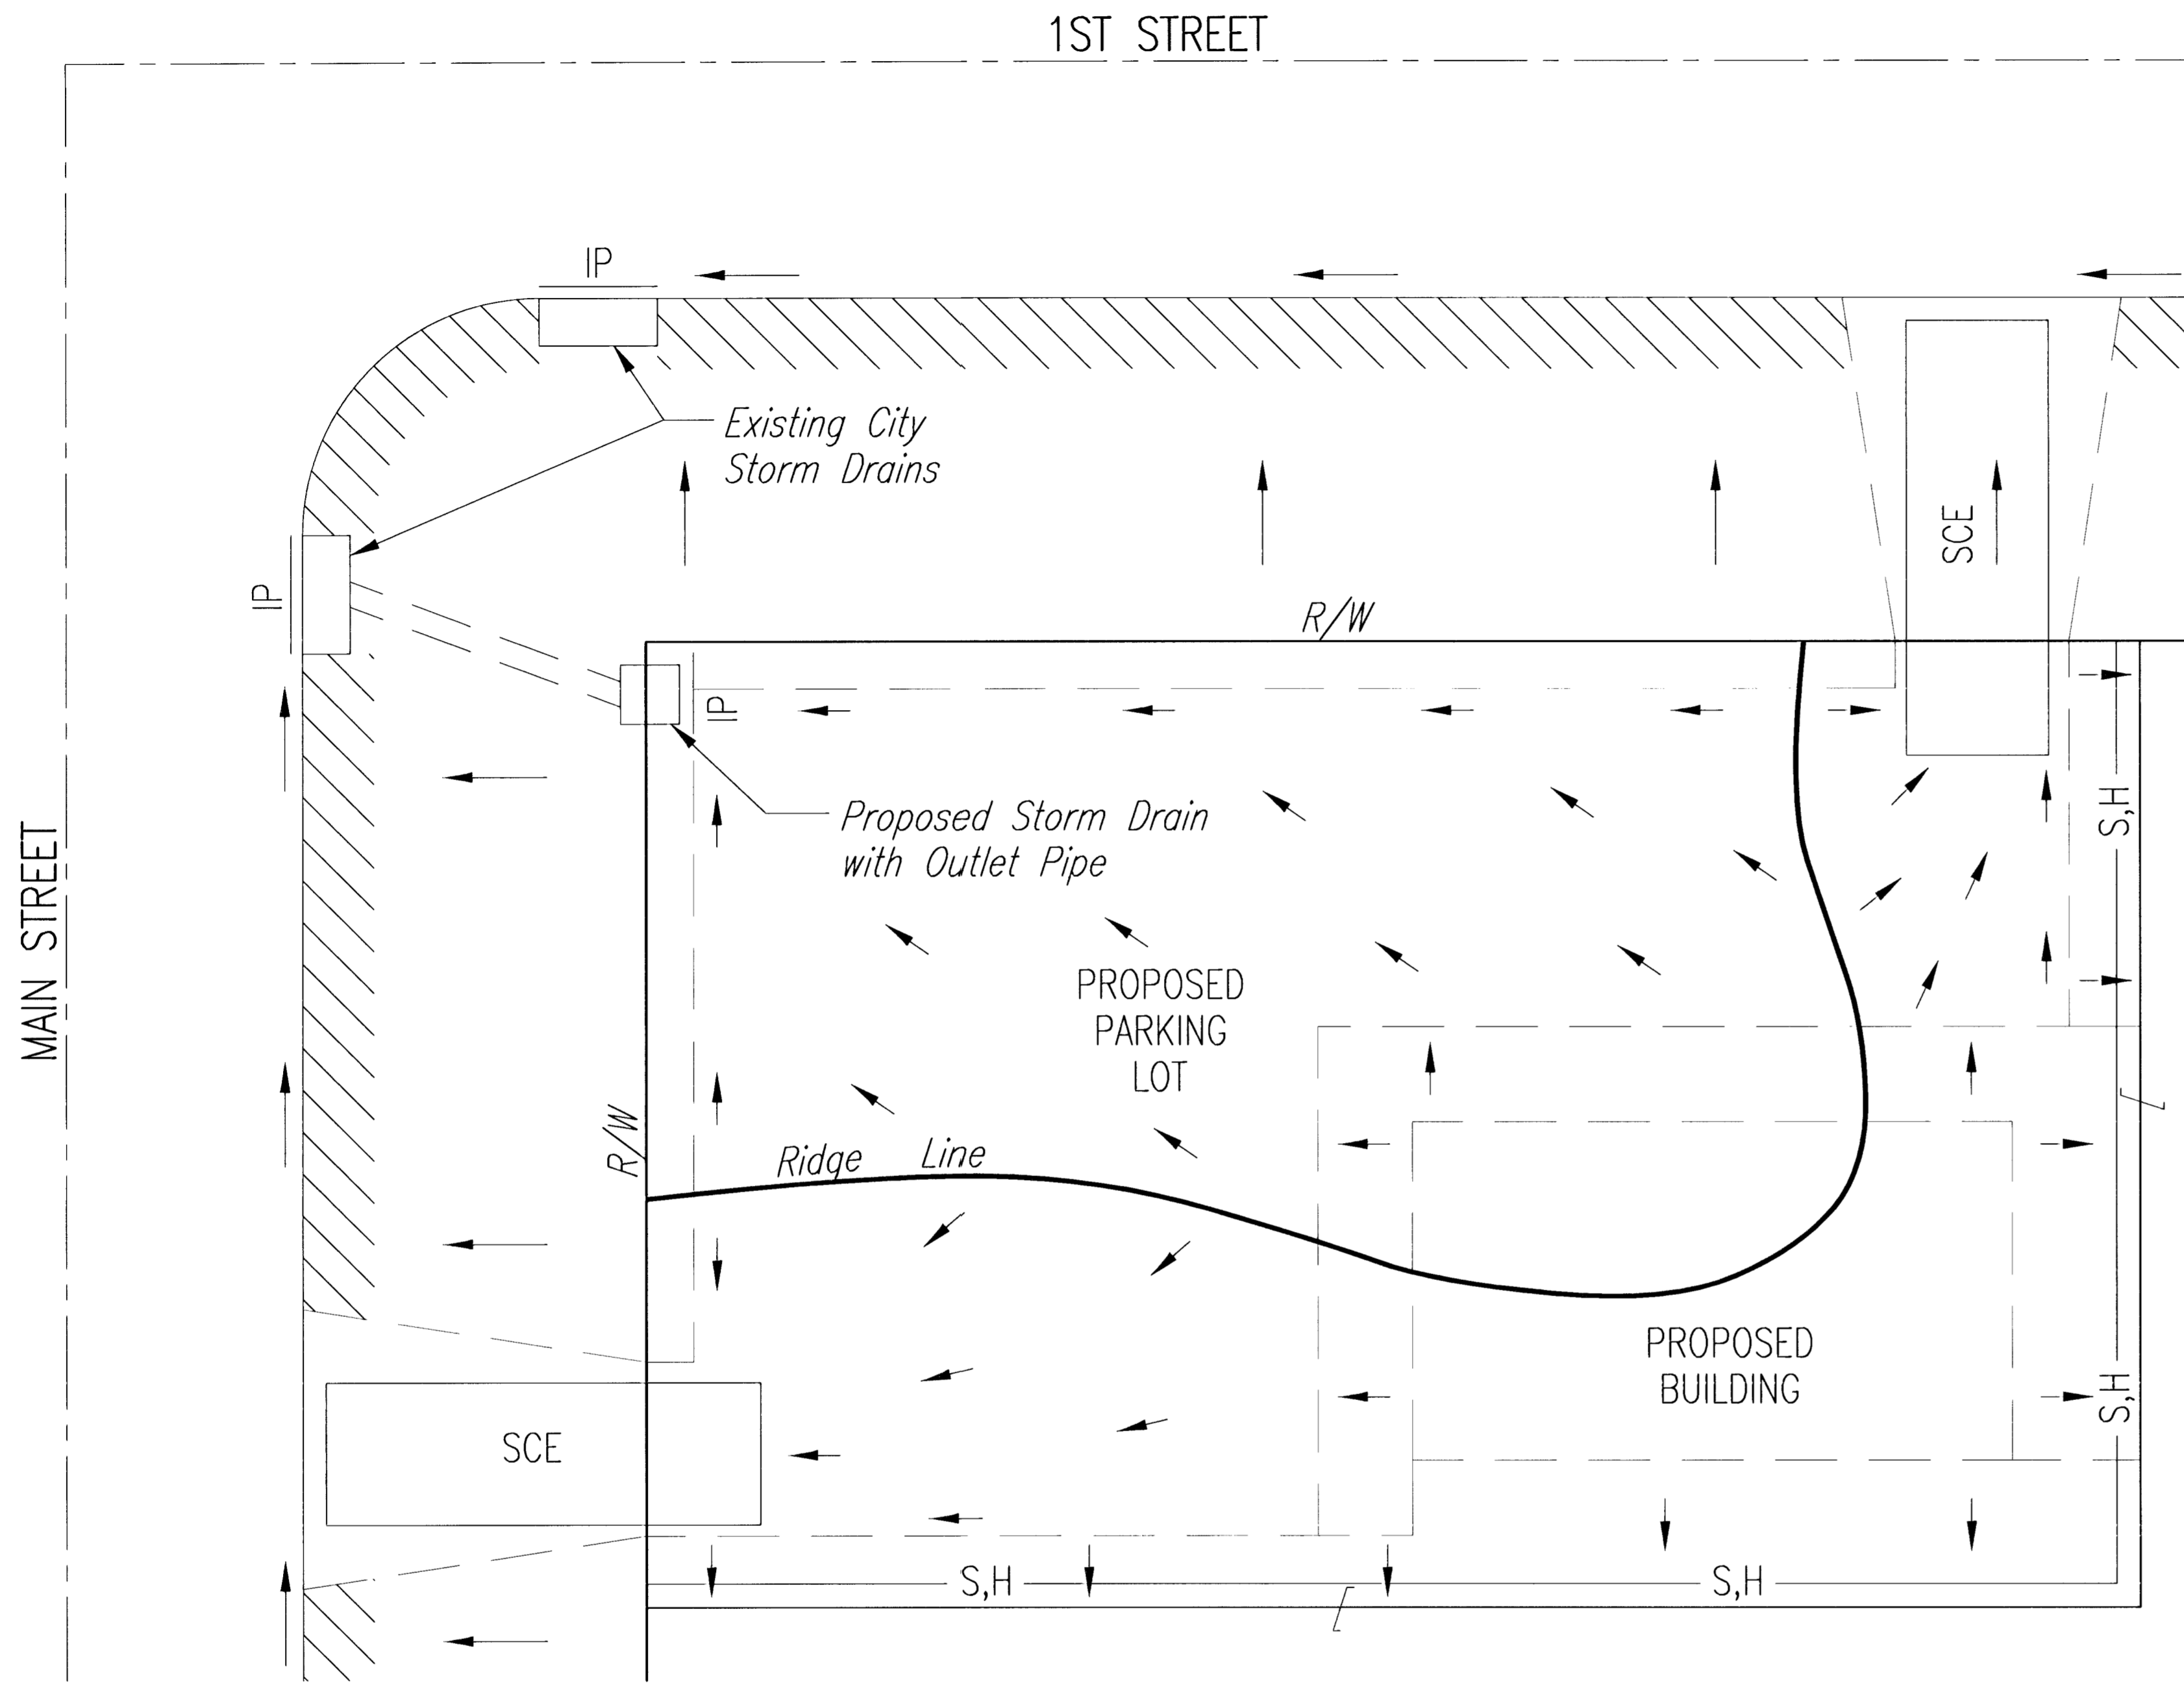 1ST STREET
IP
Existing City
Storm Drains
SCE
IP
R/W
IP
S,H
Proposed Storm Drain
with Outlet Pipe
MAIN STREET
PROPOSED
PARKING
LOT
R/W
Ridge Line
PROPOSED
BUILDING
S,H
SCE
S,H
S,H